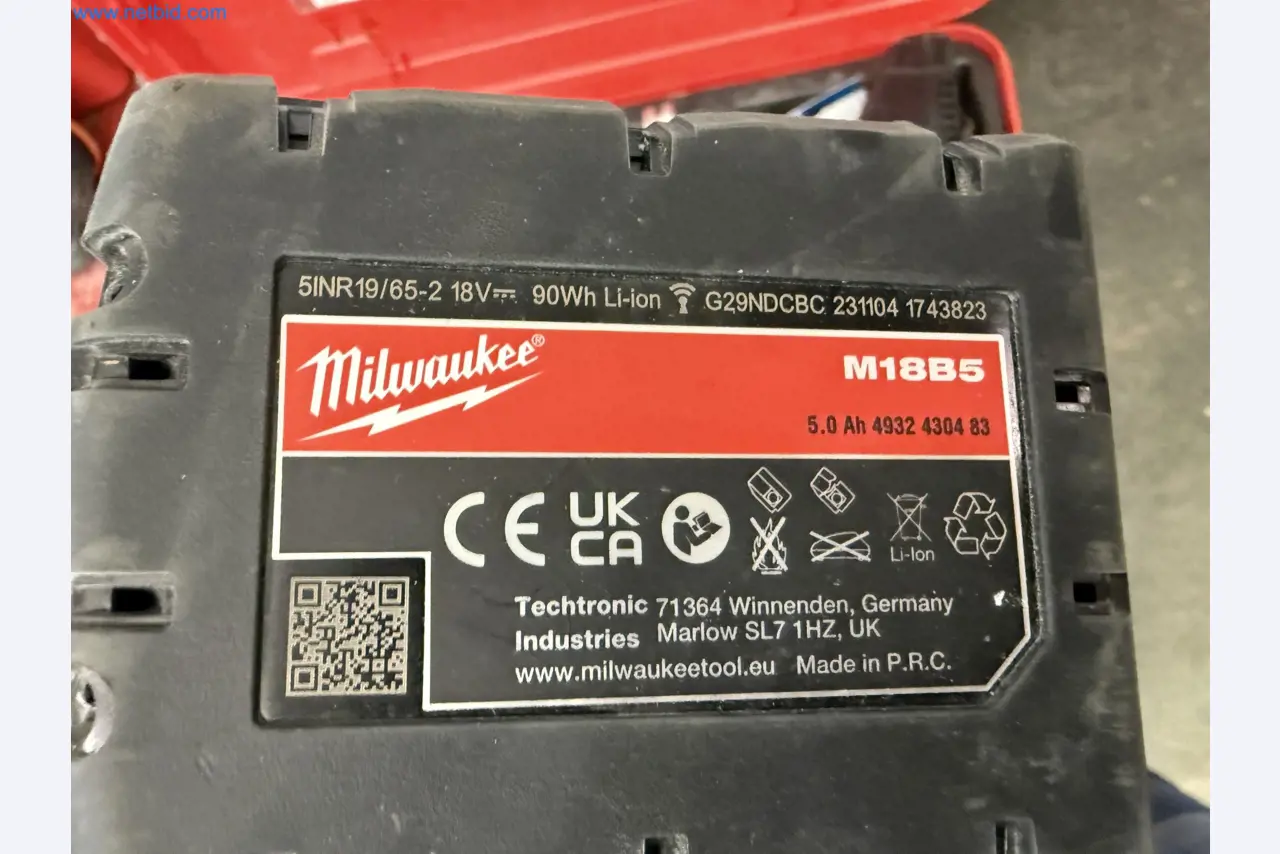 www.netbid.com
5INR19/65-2 18V⎓ 90Wh Li-ion G29NDCBC 231104 1743823
Milwaukee®
M18B5
5.0 Ah 4932 4304 83
CE UK CA
Li-Ion
Techtronic Industries
71364 Winnenden, Germany
Marlow SL7 1HZ, UK
www.milwaukeetool.eu Made in P.R.C.